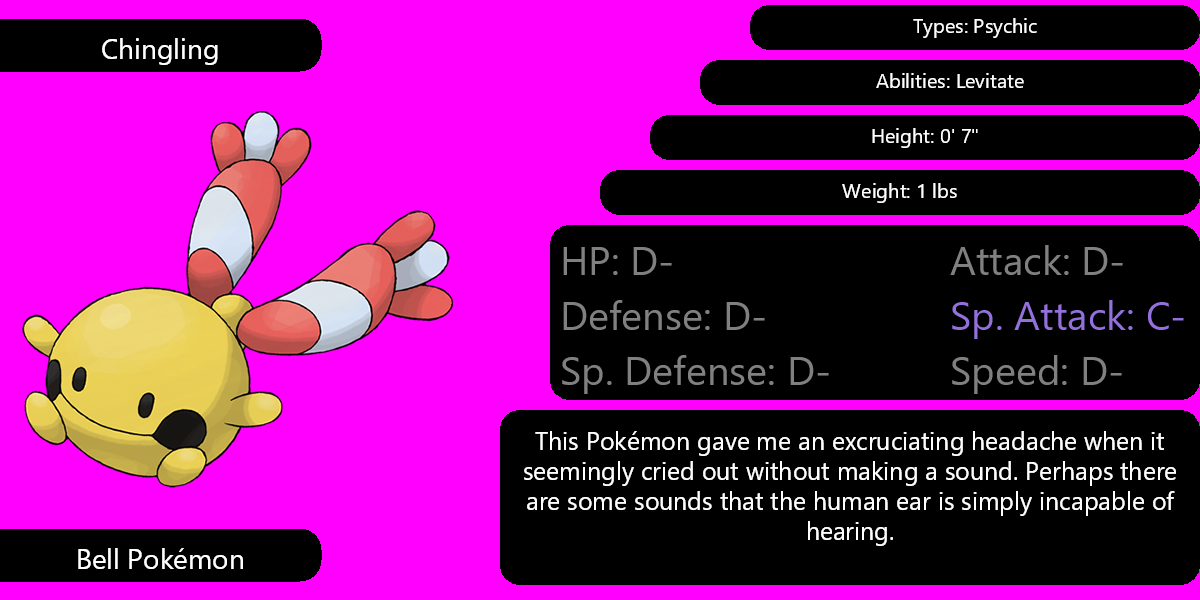 Chingling
Types: Psychic
Abilities: Levitate
Height: 0' 7"
Weight: 1 lbs
HP: D-
Attack: D-
Defense: D-
Sp. Attack: C-
Sp. Defense: D-
Speed: D-
This Pokémon gave me an excruciating headache when it
seemingly cried out without making a sound. Perhaps there
are some sounds that the human ear is simply incapable of
hearing.
Bell Pokémon